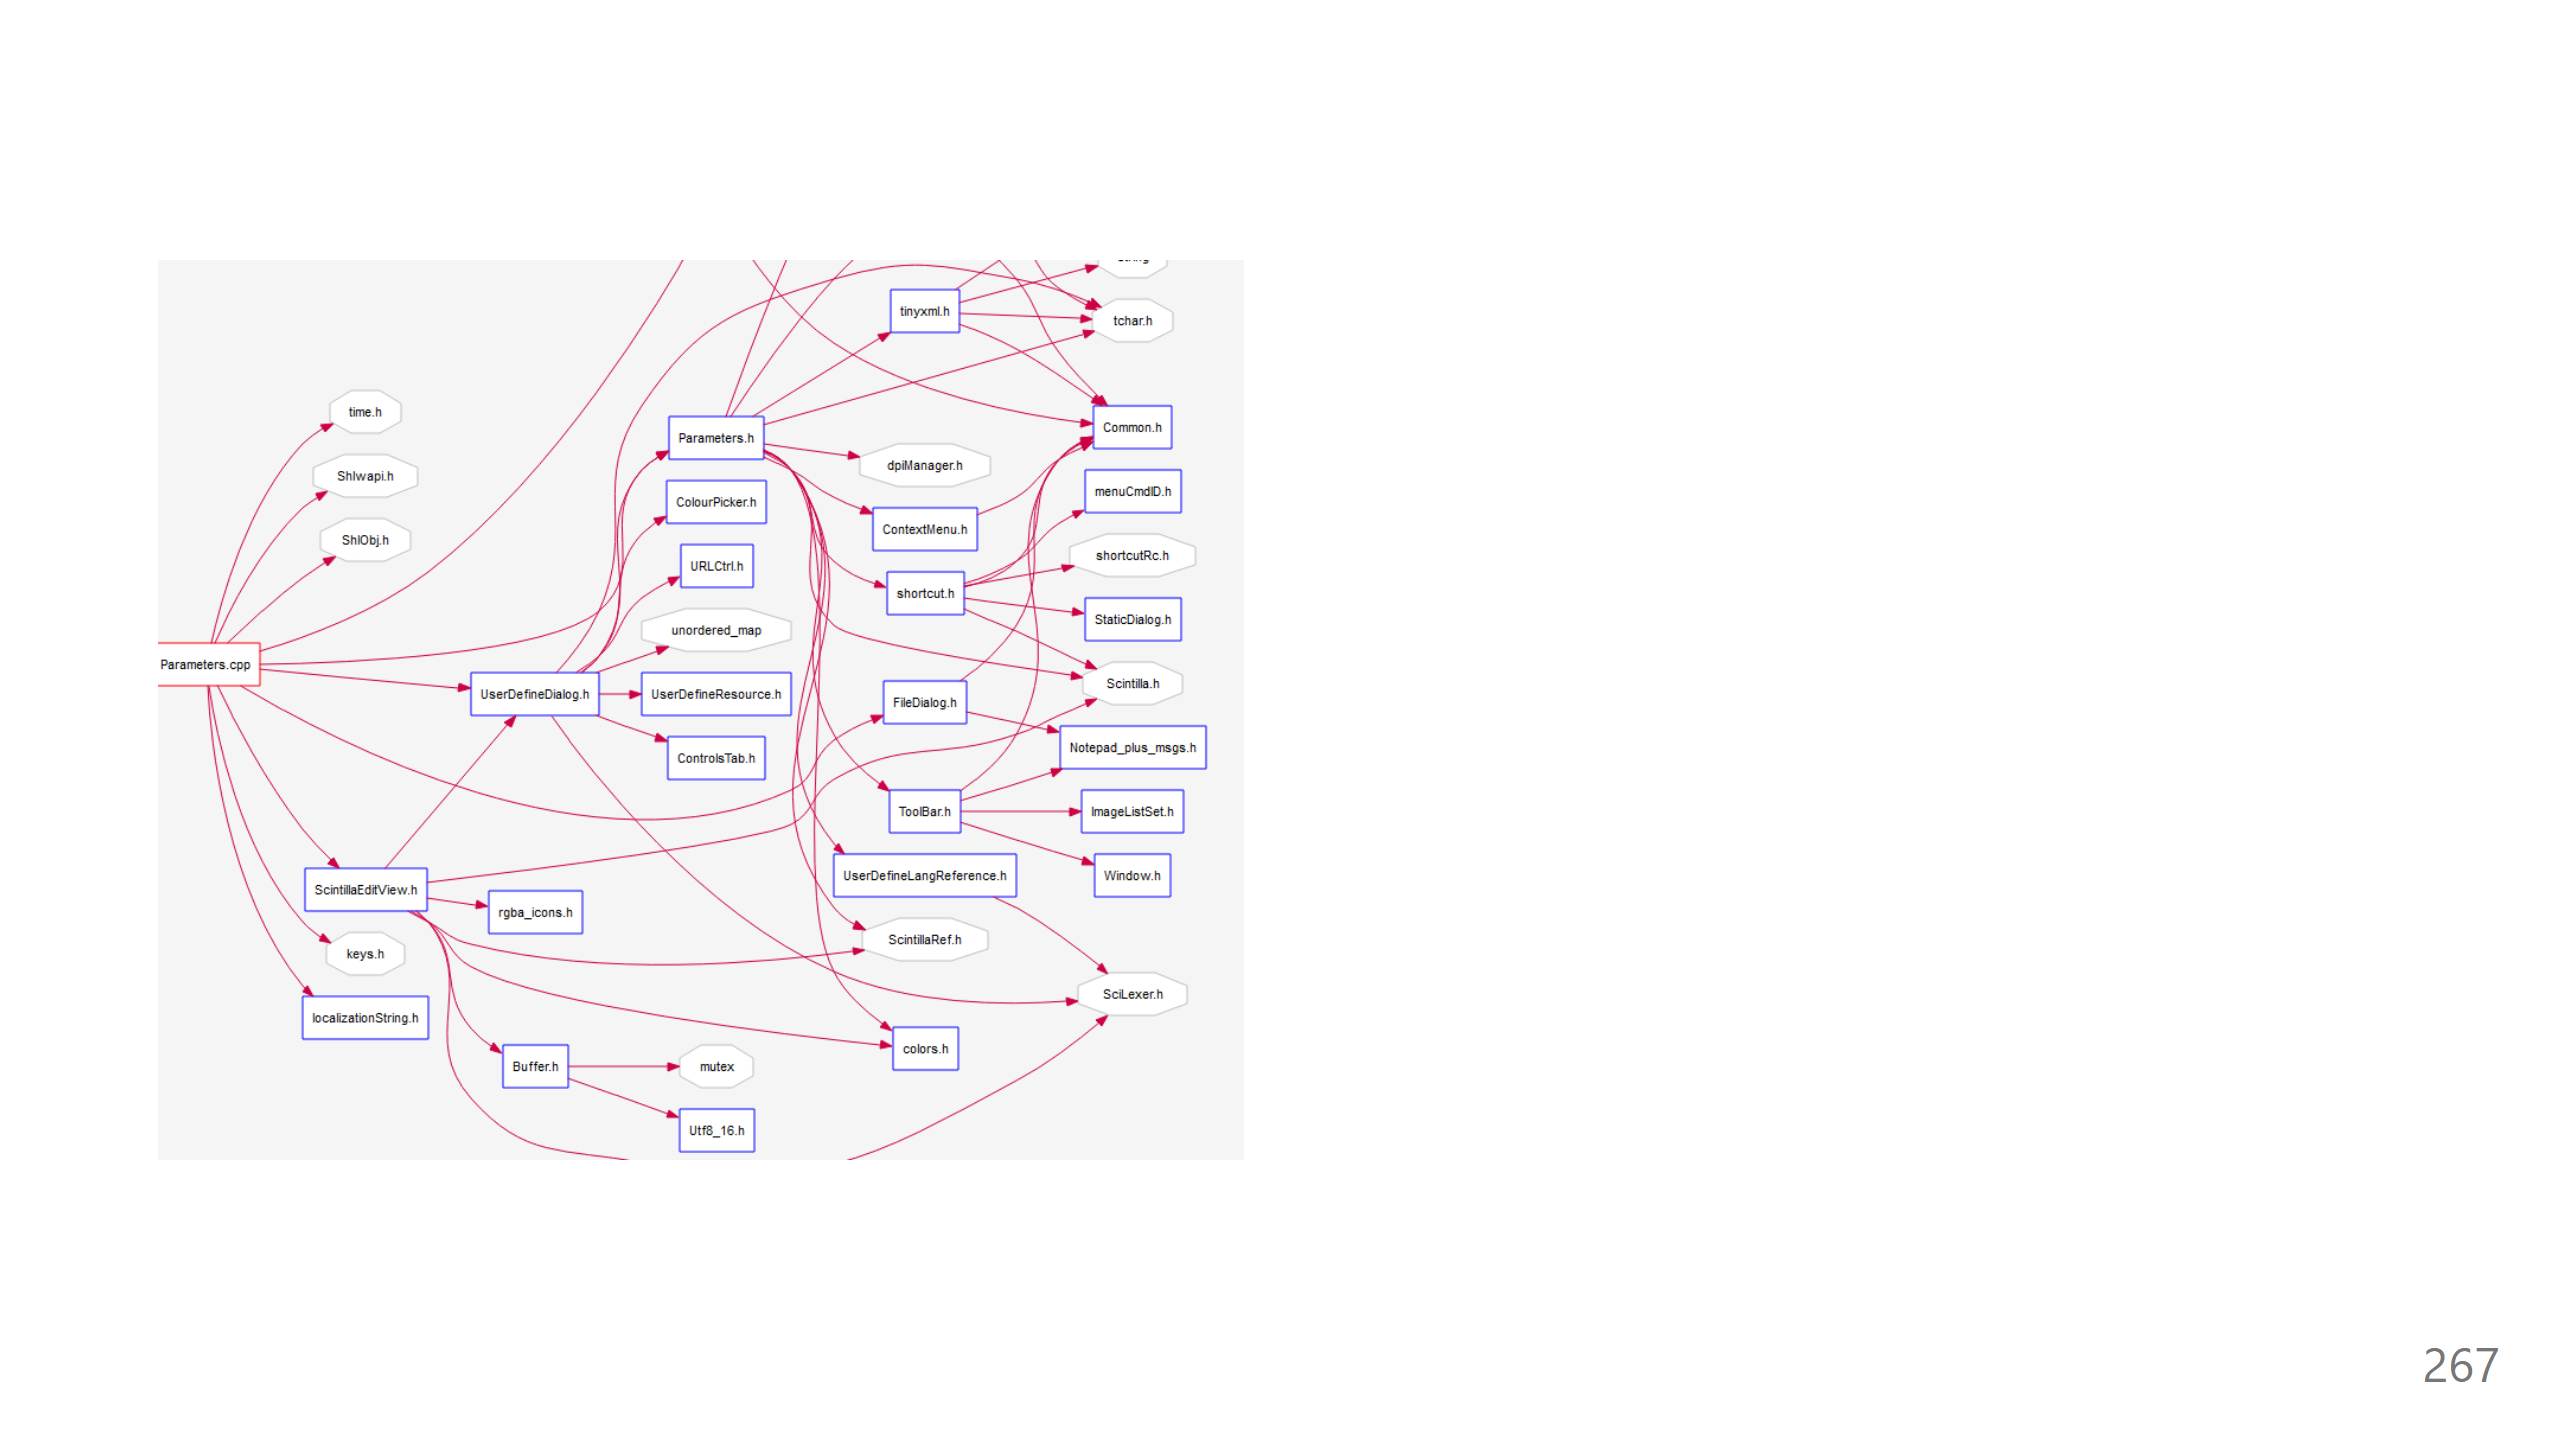 tinyxml.h
tchar.h
time.h
Parameters.h
Common.h
Shlwapi.h
dpiManager.h
ColourPicker.h
menuCmdID.h
ShlObj.h
ContextMenu.h
URLCtrl.h
shortcutRc.h
shortcut.h
StaticDialog.h
unordered_map
Parameters.cpp
UserDefineDialog.h
UserDefineResource.h
FileDialog.h
Scintilla.h
ControlsTab.h
Notepad_plus_msgs.h
ToolBar.h
ImageListSet.h
ScintillaEditView.h
UserDefineLangReference.h
Window.h
rgba_icons.h
ScintillaRef.h
keys.h
SciLexer.h
localizationString.h
colors.h
Buffer.h
mutex
Utf8_16.h
267